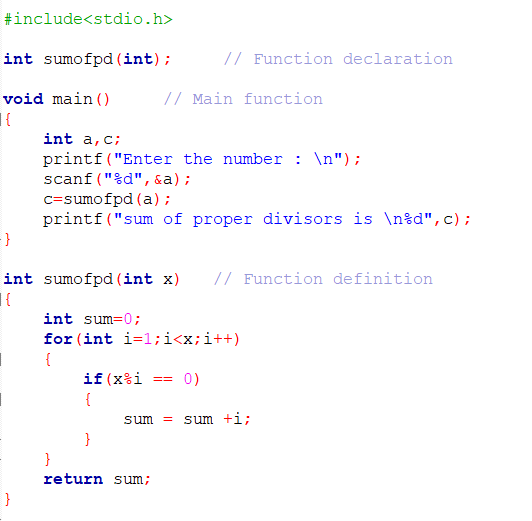 #include<stdio.h>
int sumofpd(int);     // Function declaration
void main()     // Main function
{
    int a,c;
    printf("Enter the number : \n");
    scanf("%d",&a);
    c=sumofpd(a);
    printf("sum of proper divisors is \n%d",c);
}
int sumofpd(int x)   // Function definition
{
    int sum=0;
    for(int i=1;i<x;i++)
    {
        if(x%i == 0)
        {
            sum = sum +i;
        }
    }
    return sum;
}